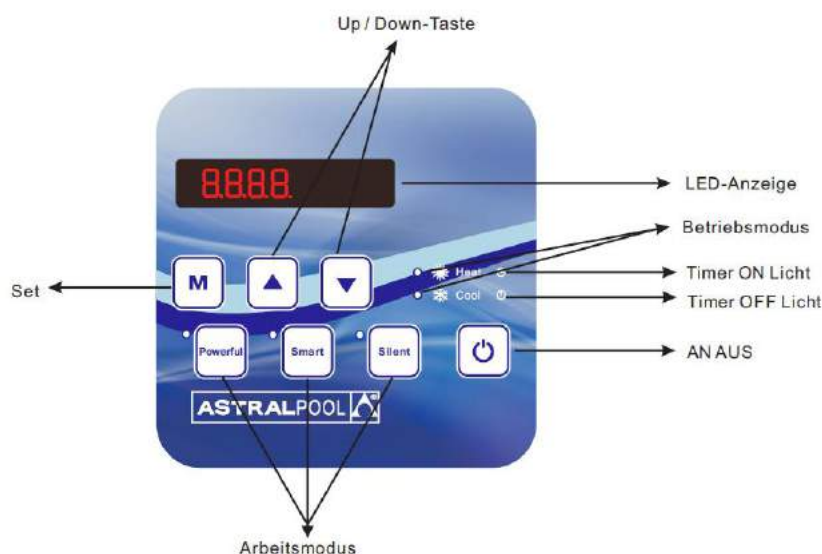 Up / Down-Taste
8.8.8.8.
LED-Anzeige
Betriebsmodus
M
Heat
Timer ON Licht
Set
Cool
Timer OFF Licht
Powerful
Smart
Silent
AN AUS
ASTRALPOOL
Arbeitsmodus